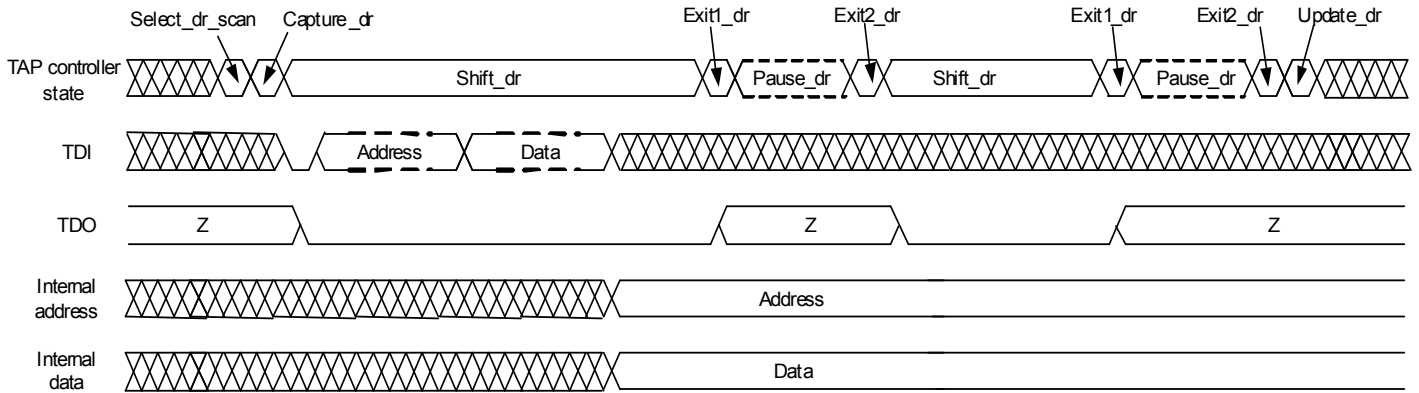 Select_dr_scan Capture_dr Exit1_dr Exit2_dr Exit1_dr Exit2_dr Update_dr
TAP controller
state
Shift_dr Pause_dr Shift_dr Pause_dr
TDI
Address Data
TDO
Z Z Z
Internal
address
Address
Internal
data
Data